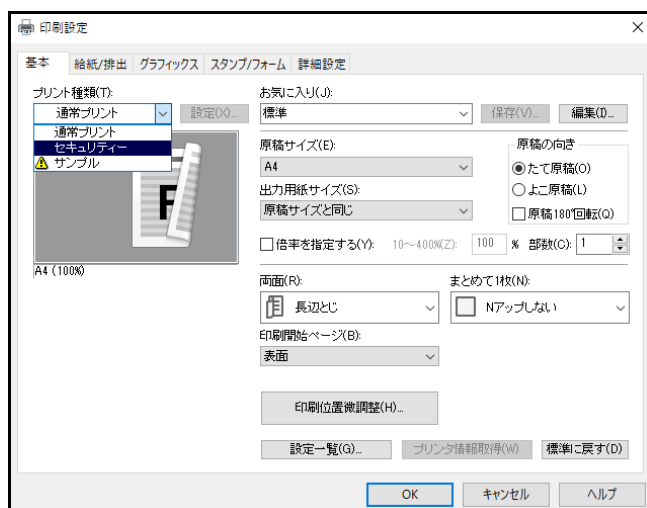 印刷設定
基本 給紙/排出 グラフィックス スタンプ/フォーム 詳細設定
プリント種類(T):
通常プリント 設定(X)...
通常プリント
セキュリティー
サンプル
A4 (100%)
お気に入り(J):
標準 保存(V)... 編集(I)...
原稿サイズ(E):
A4
出力用紙サイズ(S):
原稿サイズと同じ
原稿の向き
たて原稿(O)
よこ原稿(L)
原稿180°回転(Q)
倍率を指定する(Y): 10～400%(Z): 100 % 部数(C): 1
両面(R): まとめて1枚(N):
長辺とじ Nアップしない
印刷開始ページ(B):
表面
印刷位置微調整(H)...
設定一覧(G)... プリンタ情報取得(W) 標準に戻す(D)
OK キャンセル ヘルプ